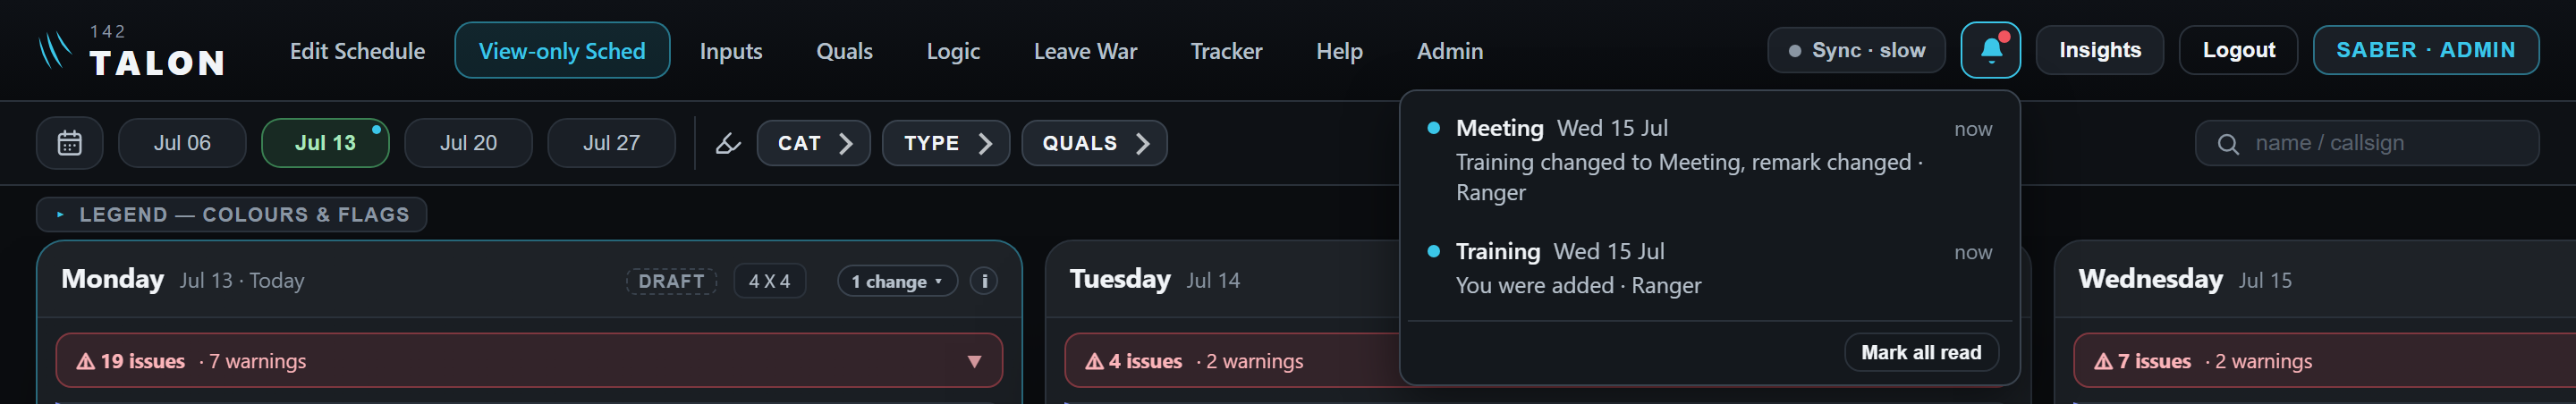 142
TALON
Edit Schedule
View-only Sched
Inputs
Quals
Logic
Leave War
Tracker
Help
Admin
Sync · slow
Insights
Logout
SABER · ADMIN
Jul 06
Jul 13
Jul 20
Jul 27
CAT
TYPE
QUALS
name / callsign
Meeting Wed 15 Jul now
Training changed to Meeting, remark changed ·
Ranger
Training Wed 15 Jul now
You were added · Ranger
Mark all read
LEGEND — COLOURS & FLAGS
Monday Jul 13 · Today
DRAFT
4 X 4
1 change
i
19 issues · 7 warnings
Tuesday Jul 14
4 issues · 2 warnings
Wednesday Jul 15
7 issues · 2 warnings